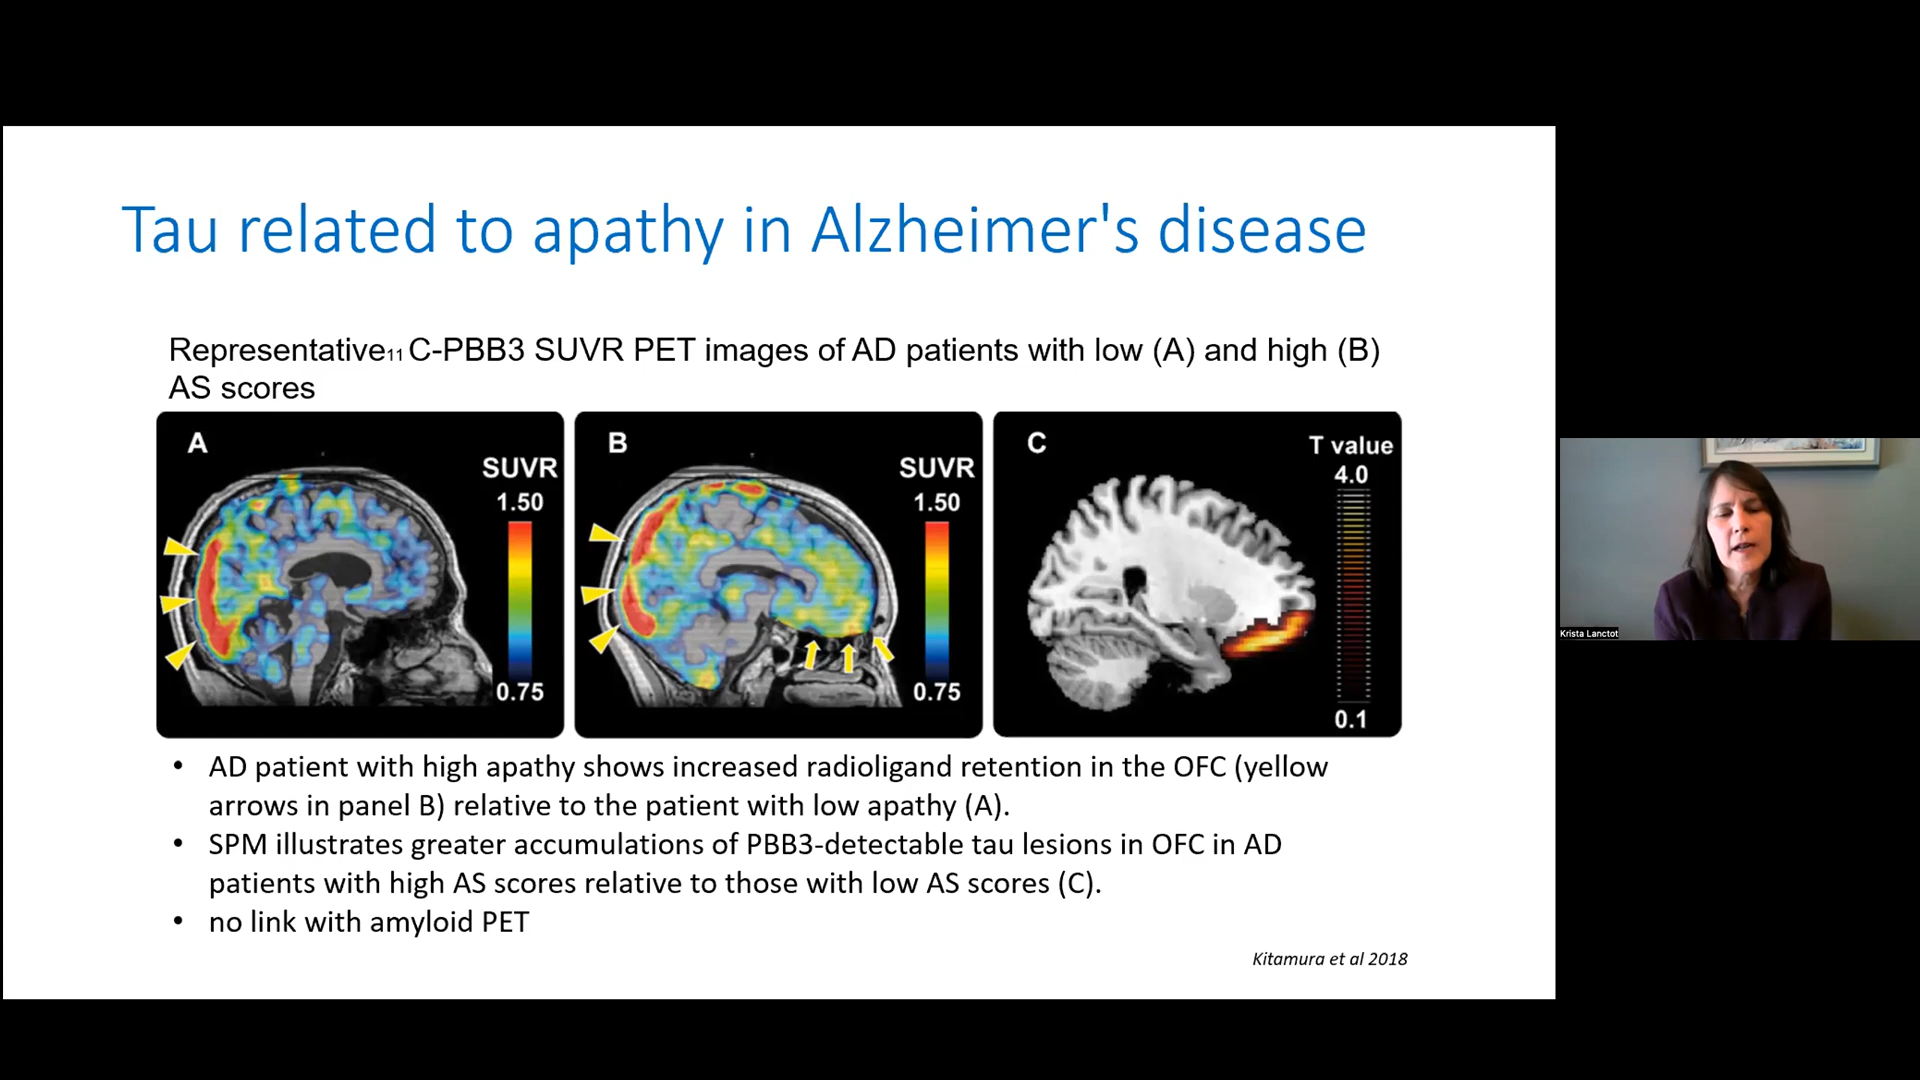 Tau related to apathy in Alzheimer's disease
Representative11 C-PBB3 SUVR PET images of AD patients with low (A) and high (B)
AS scores
A
SUVR
1.50
0.75
B
SUVR
1.50
0.75
C
T value
4.0
0.1
• AD patient with high apathy shows increased radioligand retention in the OFC (yellow
arrows in panel B) relative to the patient with low apathy (A).
• SPM illustrates greater accumulations of PBB3-detectable tau lesions in OFC in AD
patients with high AS scores relative to those with low AS scores (C).
• no link with amyloid PET
Kitamura et al 2018
Krista Lanctot